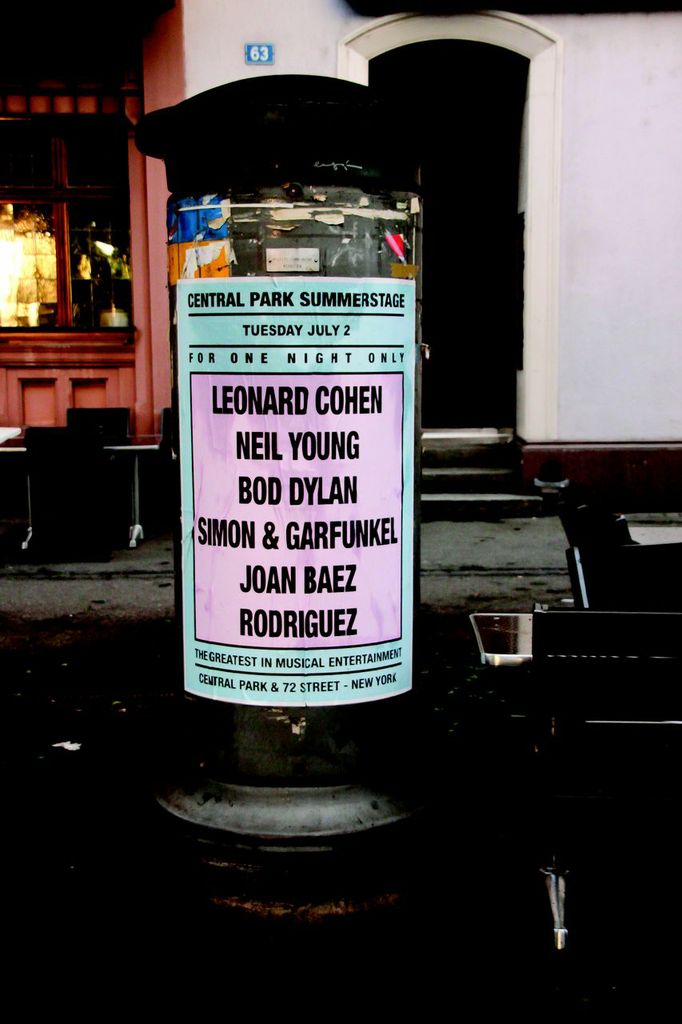 63
CENTRAL PARK SUMMERSTAGE
TUESDAY JULY 2
FOR ONE NIGHT ONLY
LEONARD COHEN
NEIL YOUNG
BOD DYLAN
SIMON & GARFUNKEL
JOAN BAEZ
RODRIGUEZ
THE GREATEST IN MUSICAL ENTERTAINMENT
CENTRAL PARK & 72 STREET - NEW YORK